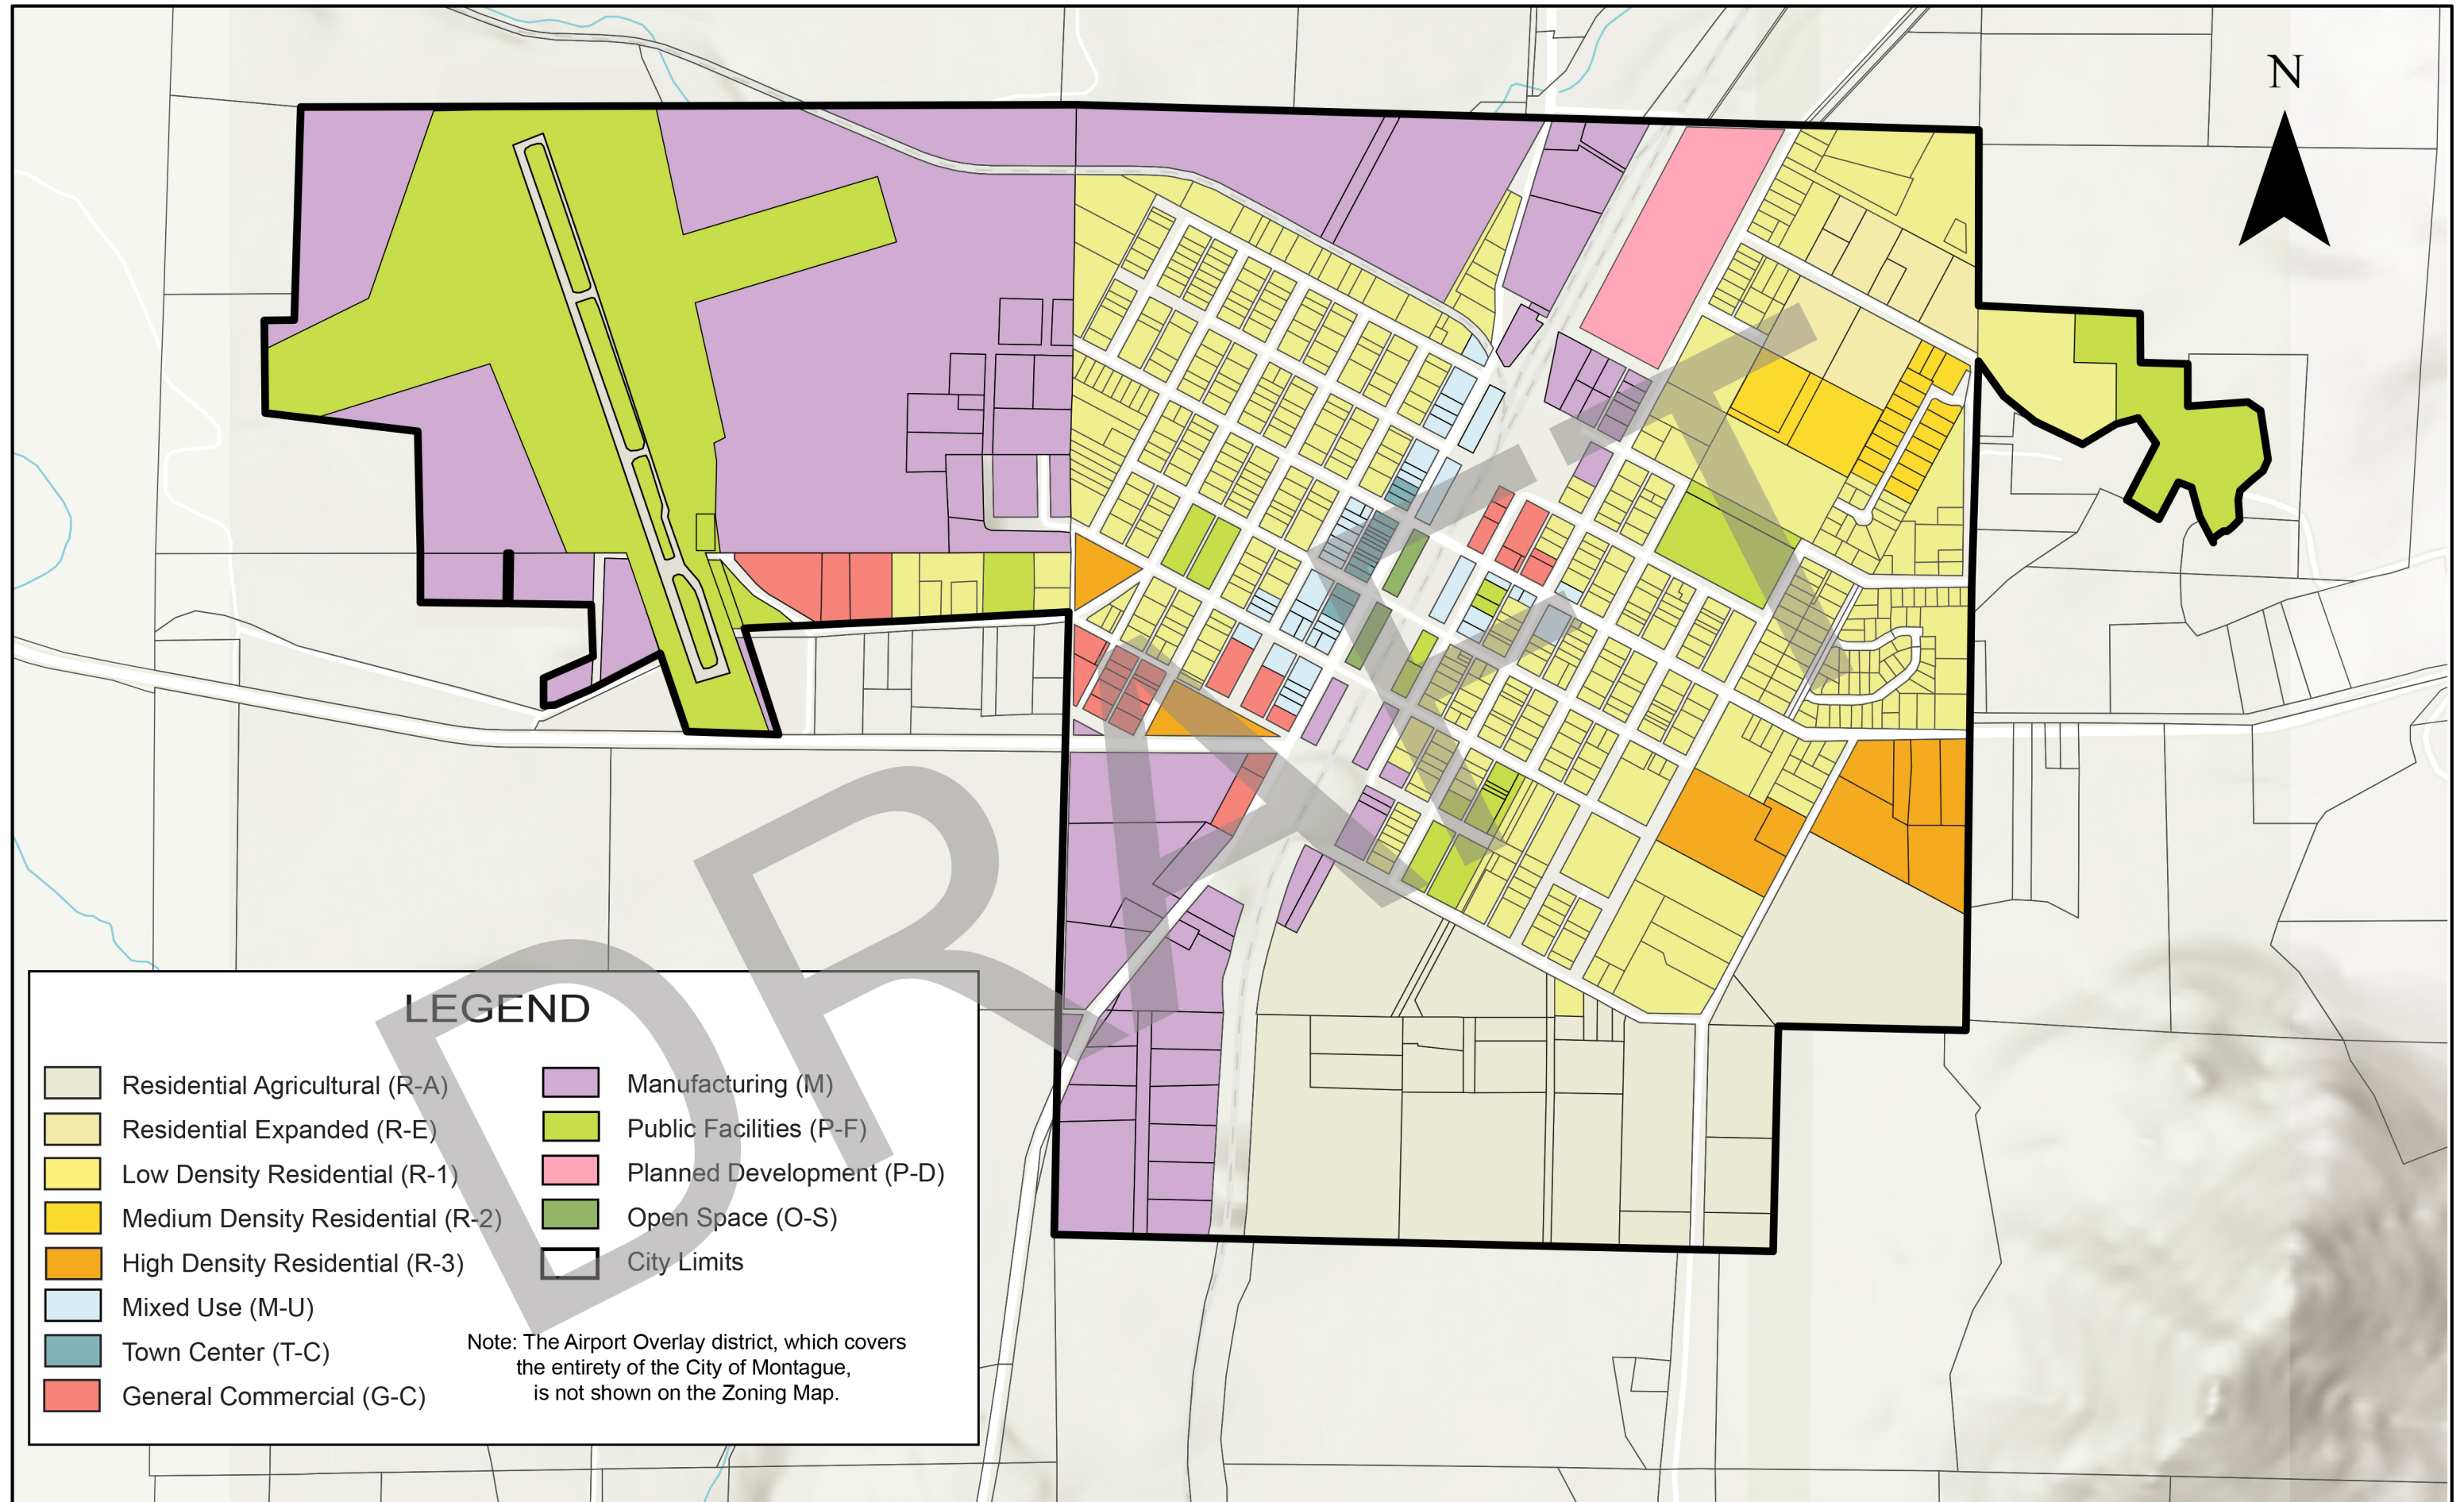 N
DRAFT
LEGEND
Residential Agricultural (R-A)
Residential Expanded (R-E)
Low Density Residential (R-1)
Medium Density Residential (R-2)
High Density Residential (R-3)
Mixed Use (M-U)
Town Center (T-C)
General Commercial (G-C)
Manufacturing (M)
Public Facilities (P-F)
Planned Development (P-D)
Open Space (O-S)
City Limits
Note: The Airport Overlay district, which covers
the entirety of the City of Montague,
is not shown on the Zoning Map.